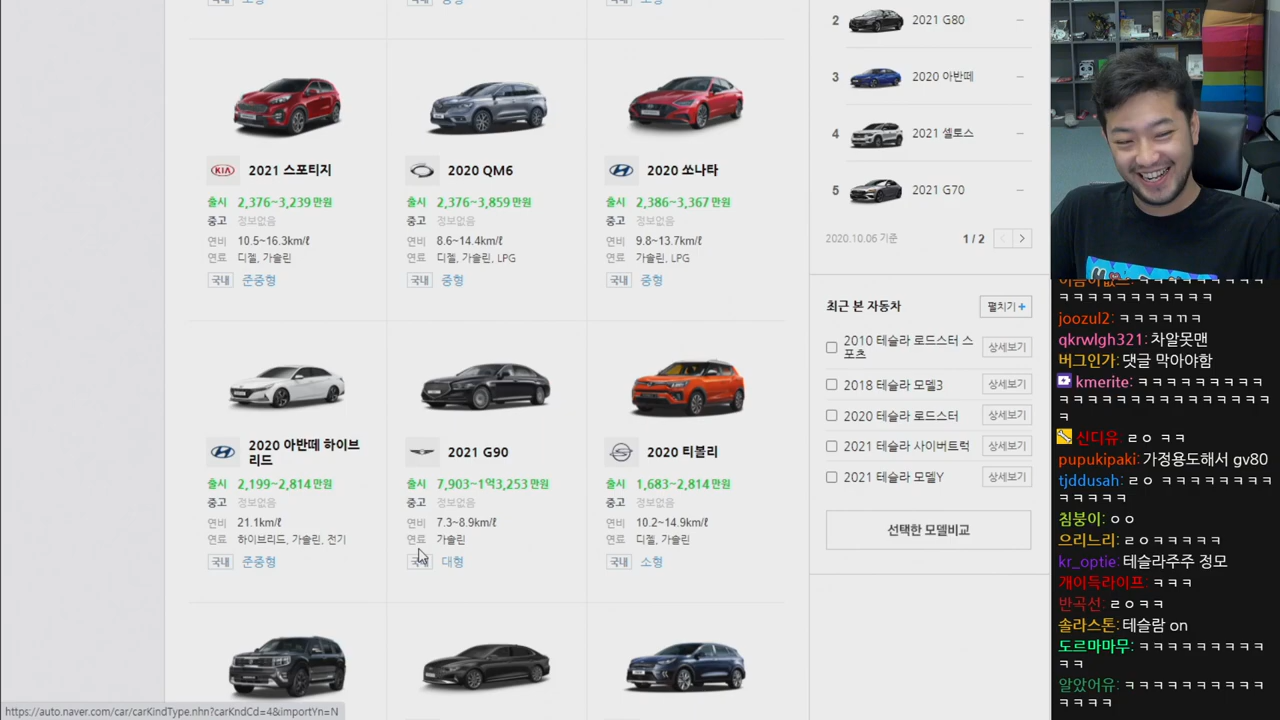 소형
중형
소형
KIA
2021 스포티지
출시 2,376~3,239 만원
중고 정보없음
연비 10.5~16.3km/ℓ
연료 디젤, 가솔린
국내 준중형
2020 QM6
출시 2,376~3,859 만원
중고 정보없음
연비 8.6~14.4km/ℓ
연료 디젤, 가솔린, LPG
국내 중형
2020 쏘나타
출시 2,386~3,367 만원
중고 정보없음
연비 9.8~13.7km/ℓ
연료 가솔린, LPG
국내 중형
2020 아반떼 하이브
리드
출시 2,199~2,814 만원
중고 정보없음
연비 21.1km/ℓ
연료 하이브리드, 가솔린, 전기
국내 준중형
2021 G90
출시 7,903~1억3,253 만원
중고 정보없음
연비 7.3~8.9km/ℓ
연료 가솔린
대형
2020 티볼리
출시 1,683~2,814 만원
중고 정보없음
연비 10.2~14.9km/ℓ
연료 디젤, 가솔린
국내 소형
https://auto.naver.com/car/carKindType.nhn?carKndCd=4&importYn=N
2 2021 G80 –
3 2020 아반떼 –
4 2021 셀토스 –
5 2021 G70 –
2020.10.06 기준 1 / 2
최근 본 자동차 펼치기 +
2010 테슬라 로드스터 스
포츠 상세보기
2018 테슬라 모델3 상세보기
2020 테슬라 로드스터 상세보기
2021 테슬라 사이버트럭 상세보기
2021 테슬라 모델Y 상세보기
선택한 모델비교
ㅋㅋㅋㅋㅋㅋㅋㅋㅋㅋㅋ
joozul2: ㅋㅋㅋㅋㄲㅋ
qkrwlgh321: 차알못맨
버그인가: 댓글 막아야함
kmerite: ㅋㅋㅋㅋㅋㅋㅋㅋㅋ
ㅋㅋㅋㅋㅋㅋㅋㅋㅋㅋㅋㅋㅋㅋ
ㅋ
신디유: ㄹㅇ ㅋㅋ
pupukipaki: 가정용도해서 gv80
tjddusah: ㄹㅇ ㅋㅋㅋㅋㅋㅋㅋㅋ
ㅋㅋㅋㅋㅋ
침붕이: ㅇㅇ
으리느리: ㄹㅇㅋㅋㅋㅋㅋ
kr_optie: 테슬라주주 정모
개이득라이프: ㅋㅋㅋ
반곡선: ㄹㅇㅋㅋ
솔라스톤: 테슬람 on
도르마마무: ㅋㅋㅋㅋㅋㅋㅋㅋㅋ
ㅋㅋ
알았어유: ㅋㅋㅋㅋㅋㅋㅋㅋㅋㅋ
ㅋㅋㅋㅋ